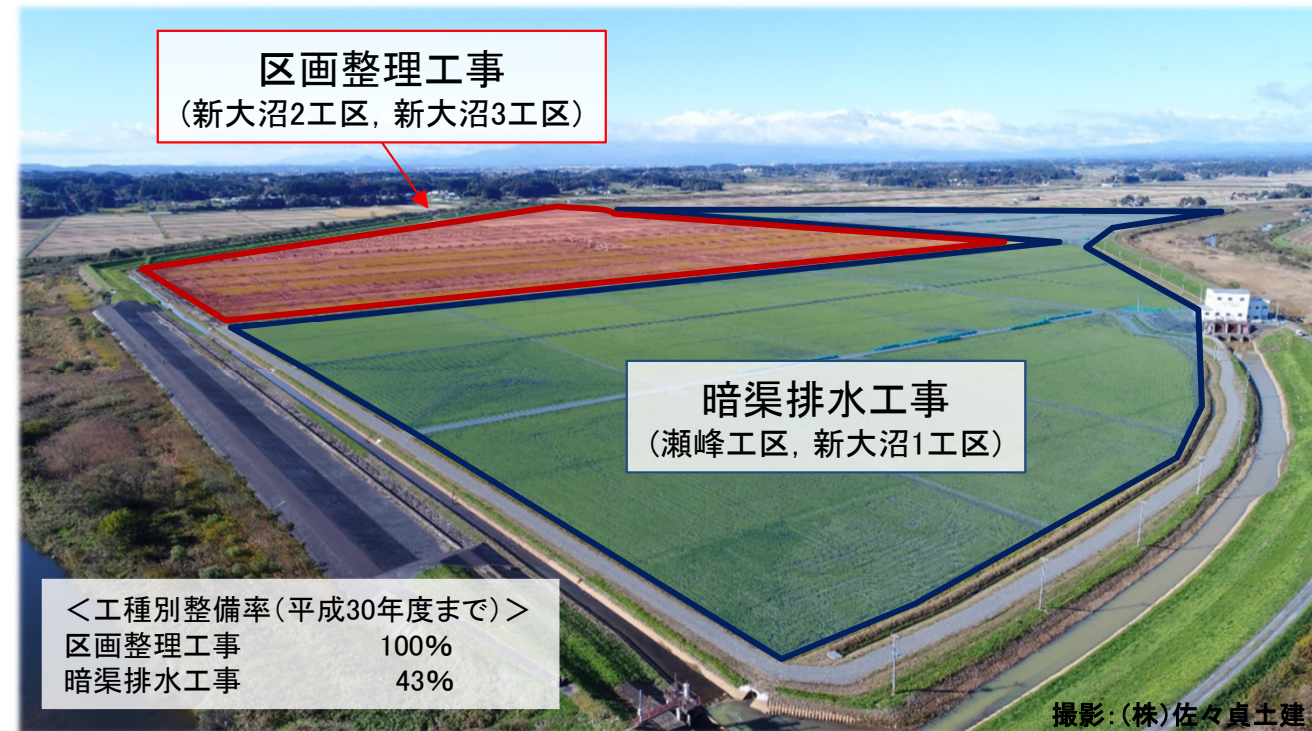 区画整理工事
(新大沼2工区，新大沼3工区)
暗渠排水工事
(瀬峰工区，新大沼1工区)
＜工種別整備率(平成30年度まで)＞
区画整理工事 100%
暗渠排水工事 43%
撮影：(株)佐々貞土建